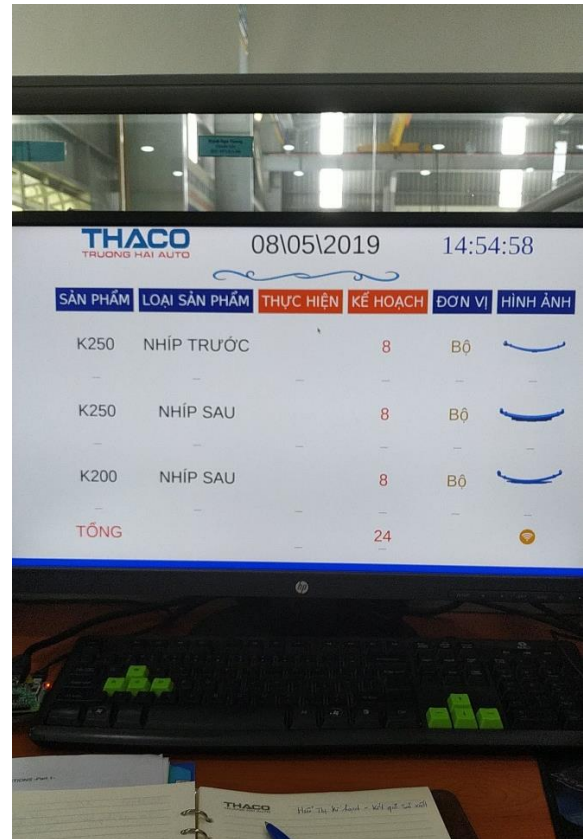 THACO
TRUONG HAI AUTO
08\05\2019
14:54:58
SẢN PHẨM LOẠI SẢN PHẨM THỰC HIỆN KẾ HOẠCH ĐƠN VỊ HÌNH ẢNH
K250 NHÍP TRƯỚC 8 Bộ
K250 NHÍP SAU 8 Bộ
K200 NHÍP SAU 8 Bộ
TỔNG 24
hp
THACO